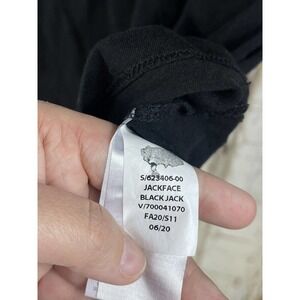 S/623406-00
JACKFACE
BLACK JACK
V/700041070
FA20/S11
06/20